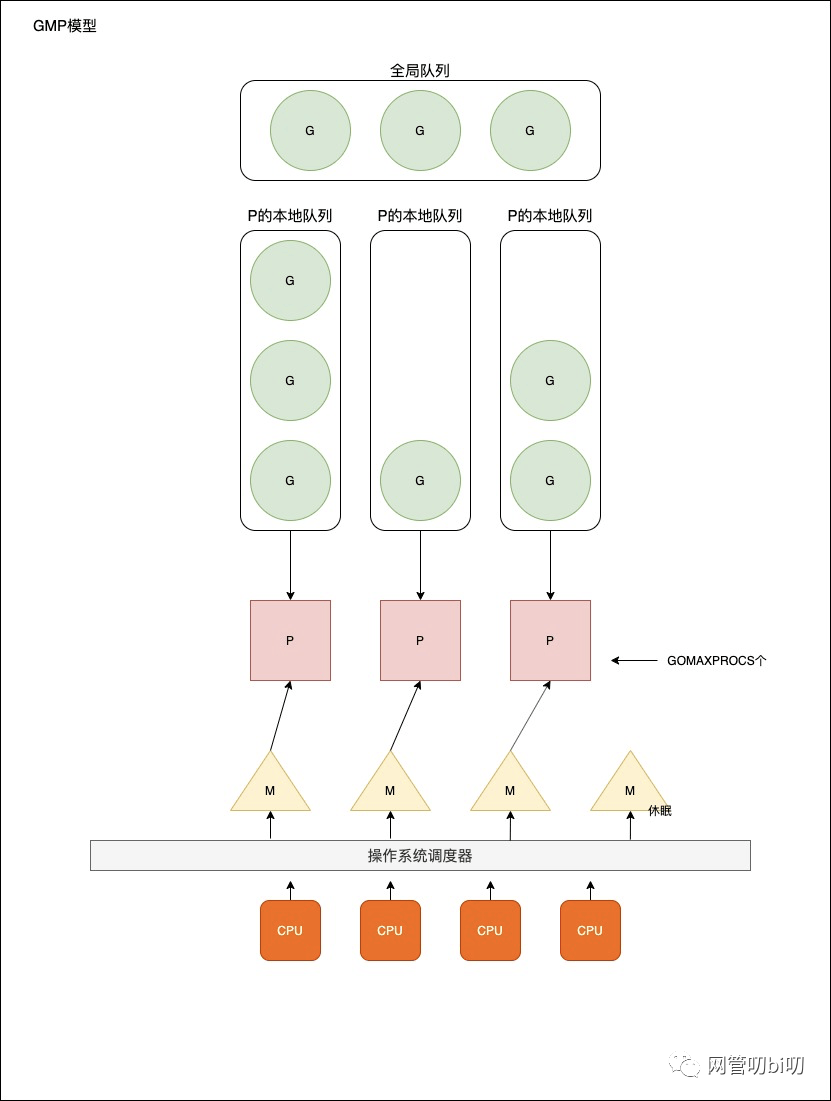 GMP模型
全局队列
G G G
P的本地队列 P的本地队列 P的本地队列
G
G G
G G G
P P P
GOMAXPROCS个
M M M M
休眠
操作系统调度器
CPU CPU CPU CPU
网管叨bi叨